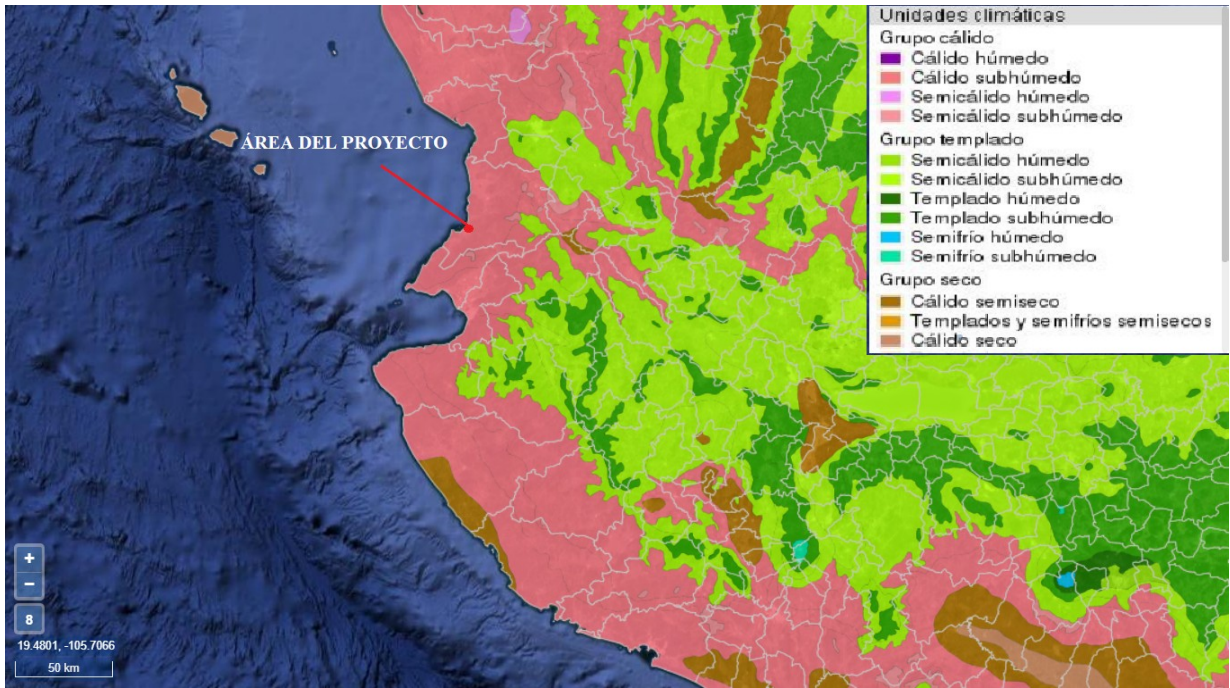 ÁREA DEL PROYECTO
Unidades climáticas
Grupo cálido
Cálido húmedo
Cálido subhúmedo
Semicálido húmedo
Semicálido subhúmedo
Grupo templado
Semicálido húmedo
Semicálido subhúmedo
Templado húmedo
Templado subhúmedo
Semifrío húmedo
Semifrío subhúmedo
Grupo seco
Cálido semiseco
Templados y semifríos semisecos
Cálido seco
+
−
8
19.4801, -105.7066
50 km